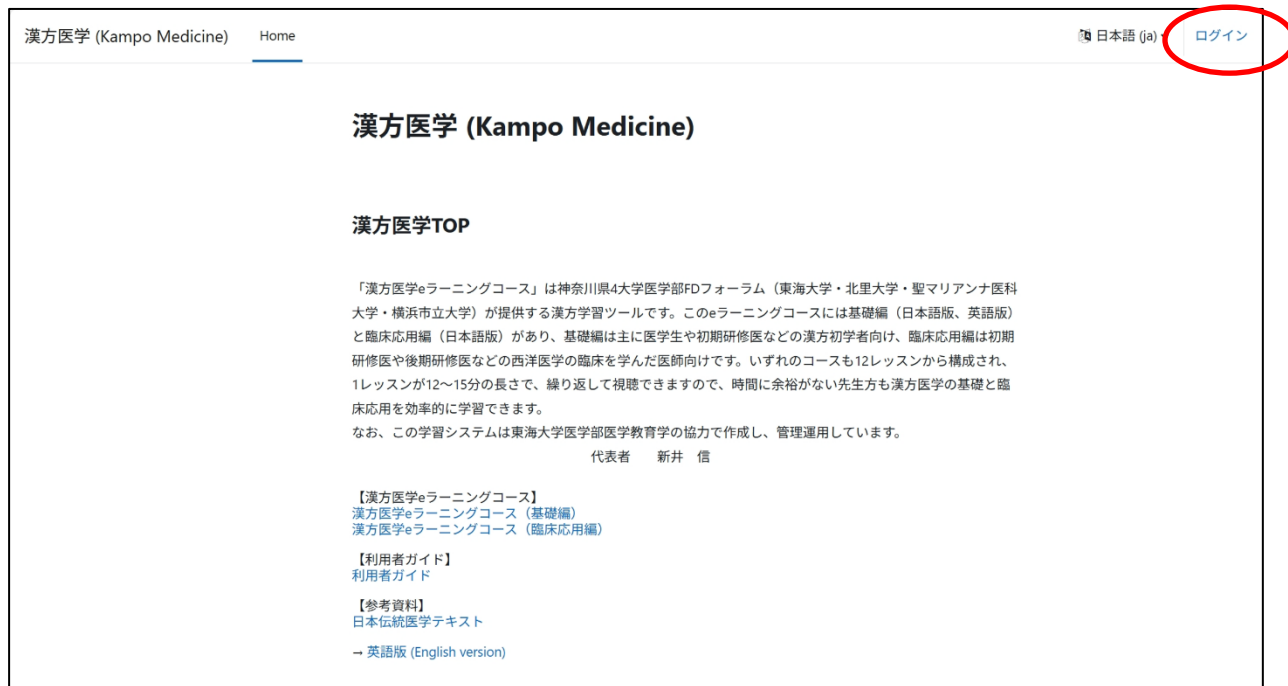 漢方医学 (Kampo Medicine) Home 日本語 (ja) ログイン
漢方医学 (Kampo Medicine)
漢方医学TOP
「漢方医学eラーニングコース」は神奈川県4大学医学部FDフォーラム（東海大学・北里大学・聖マリアンナ医科
大学・横浜市立大学）が提供する漢方学習ツールです。このeラーニングコースには基礎編（日本語版、英語版）
と臨床応用編（日本語版）があり、基礎編は主に医学生や初期研修医などの漢方初学者向け、臨床応用編は初期
研修医や後期研修医などの西洋医学の臨床を学んだ医師向けです。いずれのコースも12レッスンから構成され、
1レッスンが12〜15分の長さで、繰り返して視聴できますので、時間に余裕がない先生方も漢方医学の基礎と臨
床応用を効率的に学習できます。
なお、この学習システムは東海大学医学部医学教育学の協力で作成し、管理運用しています。
代表者　　新井　信
【漢方医学eラーニングコース】
漢方医学eラーニングコース（基礎編）
漢方医学eラーニングコース（臨床応用編）
【利用者ガイド】
利用者ガイド
【参考資料】
日本伝統医学テキスト
→ 英語版 (English version)